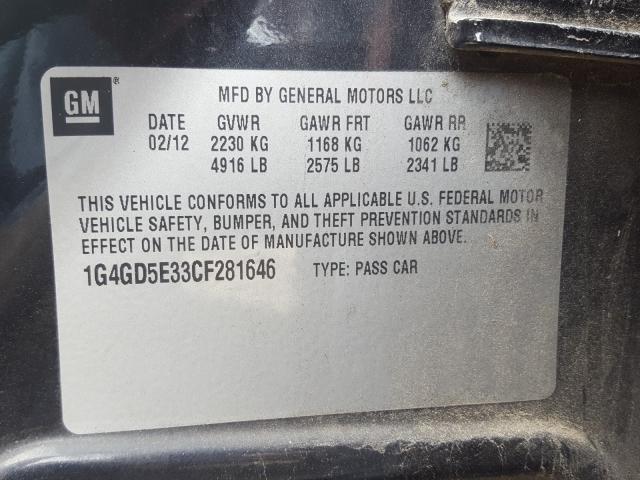 GM ®
MFD BY GENERAL MOTORS LLC
DATE GVWR GAWR FRT GAWR RR
02/12 2230 KG 1168 KG 1062 KG
4916 LB 2575 LB 2341 LB
THIS VEHICLE CONFORMS TO ALL APPLICABLE U.S. FEDERAL MOTOR
VEHICLE SAFETY, BUMPER, AND THEFT PREVENTION STANDARDS IN
EFFECT ON THE DATE OF MANUFACTURE SHOWN ABOVE.
1G4GD5E33CF281646 TYPE: PASS CAR